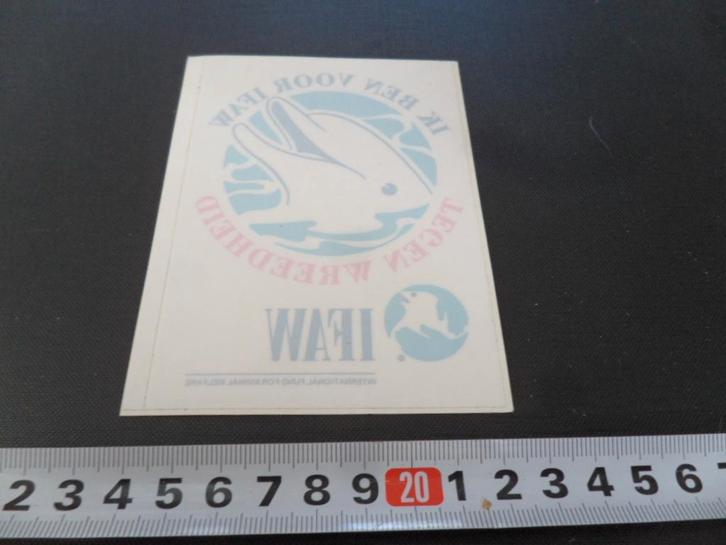 IK BEN VOOR IFAW
TEGEN WREEDHEID
IFAW
INTERNATIONAL FUND FOR ANIMAL WELFARE
2 3 4 5 6 7 8 9 20 1 2 3 4 5 6 7